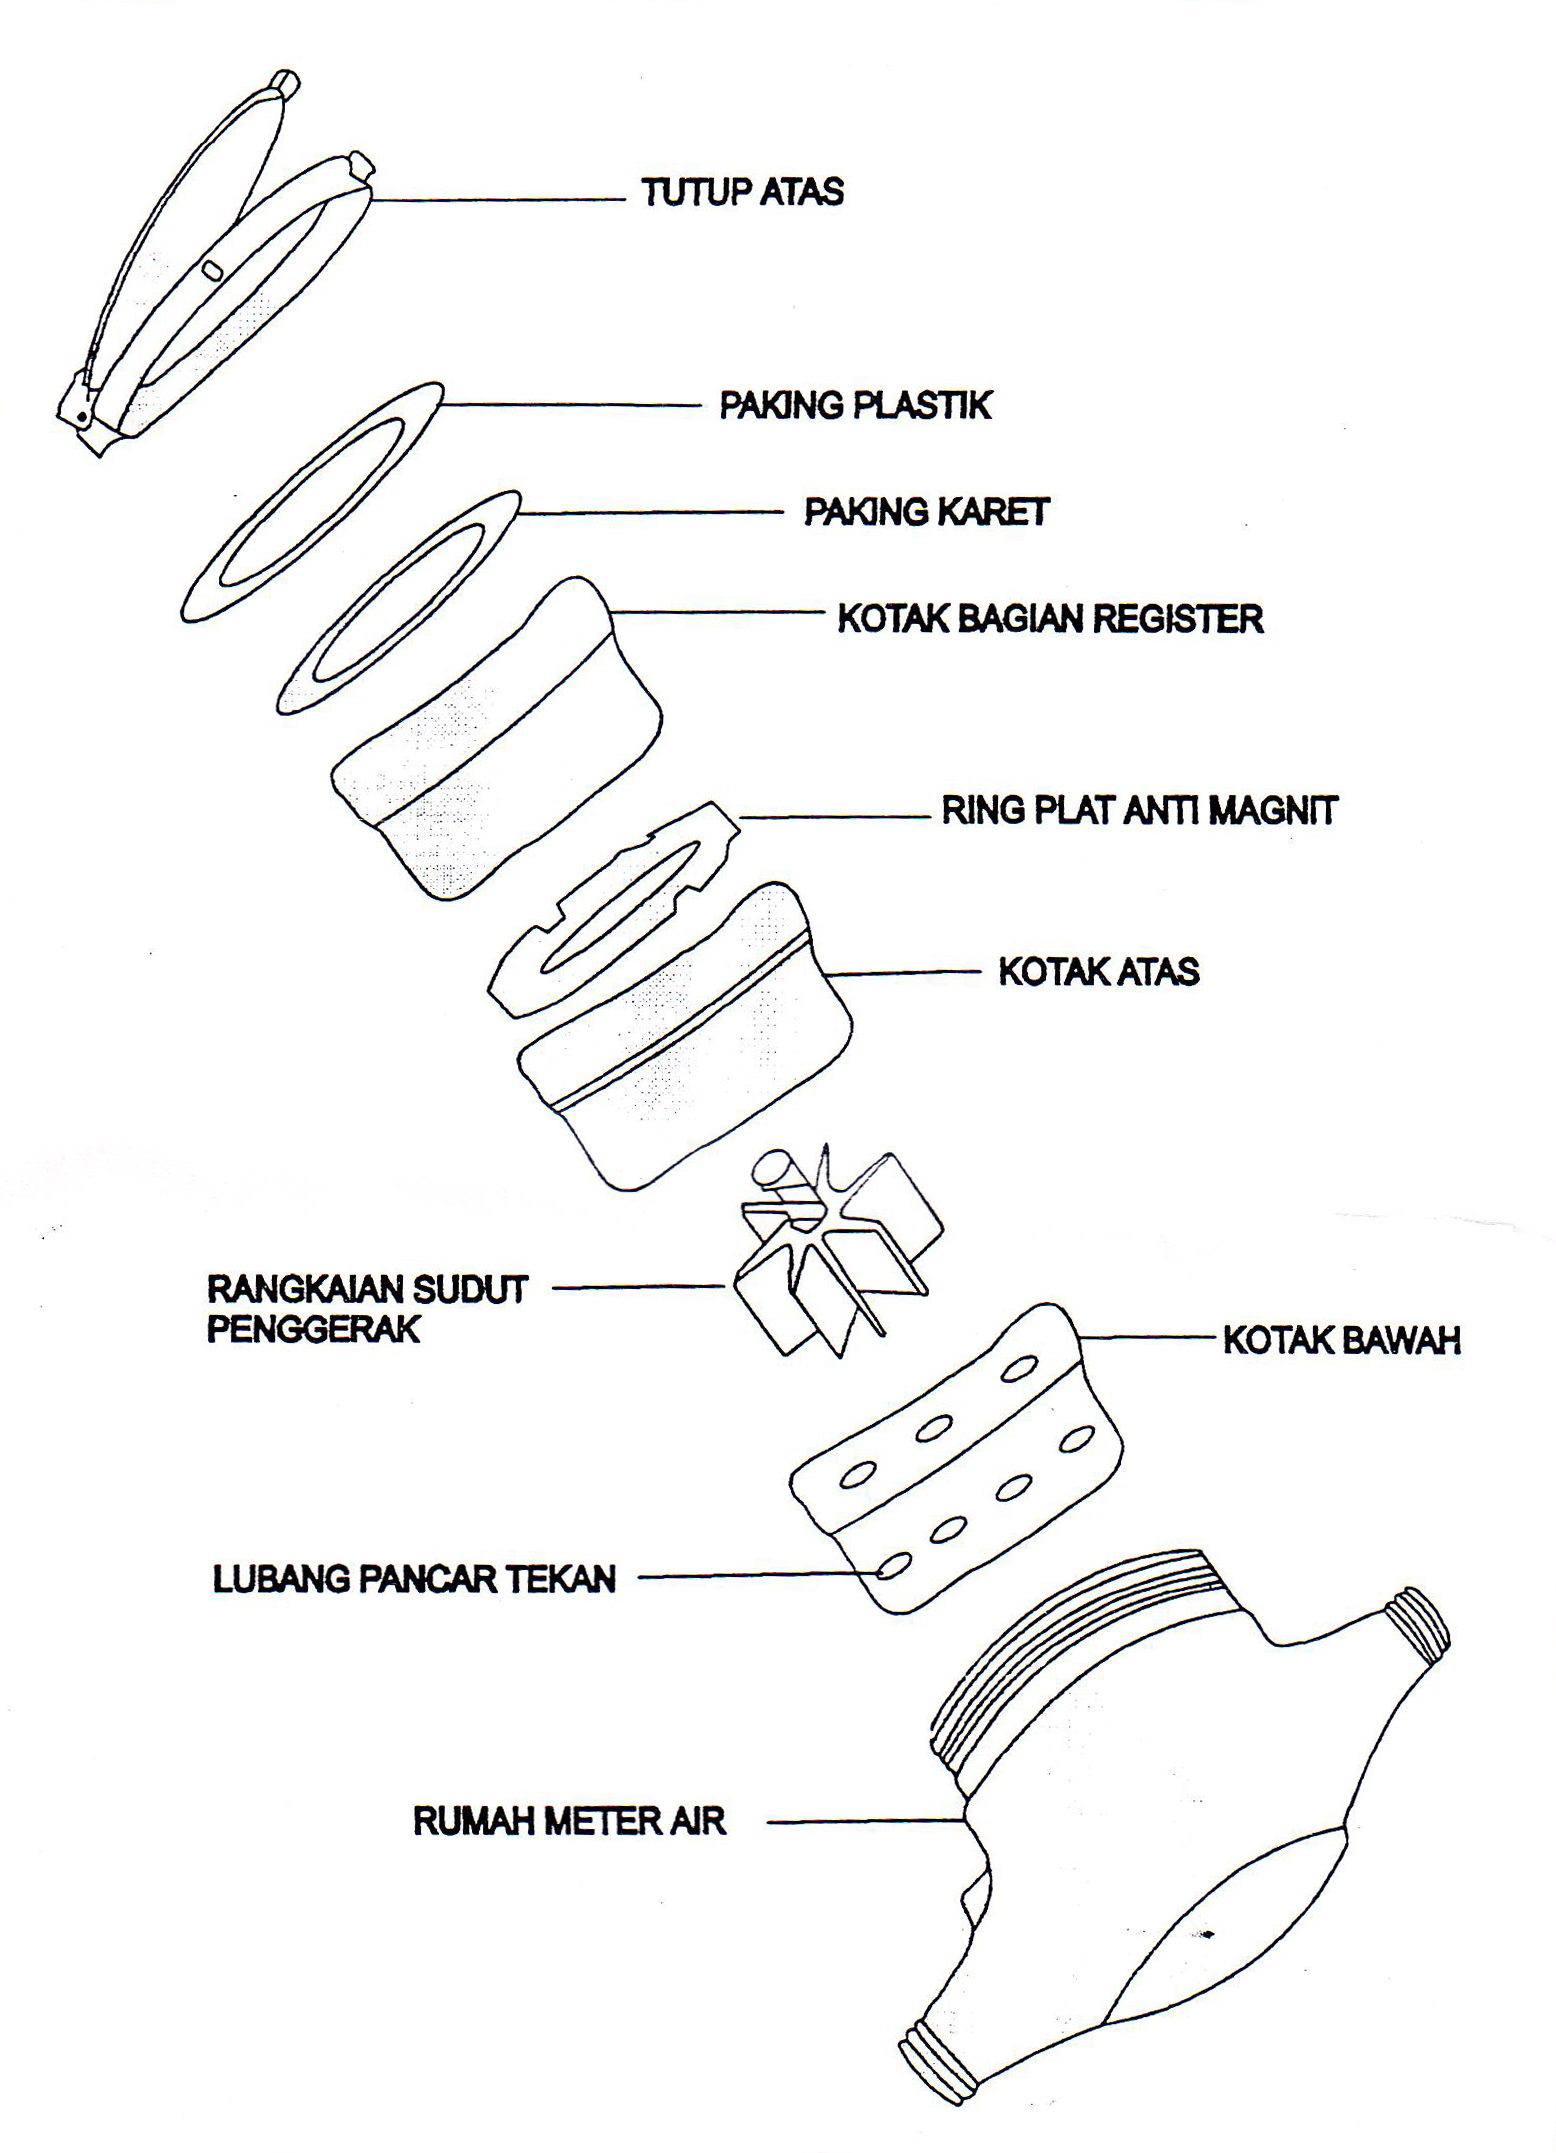 TUTUP ATAS
PAKING PLASTIK
PAKING KARET
KOTAK BAGIAN REGISTER
RING PLAT ANTI MAGNIT
KOTAK ATAS
RANGKAIAN SUDUT
PENGGERAK
KOTAK BAWAH
LUBANG PANCAR TEKAN
RUMAH METER AIR